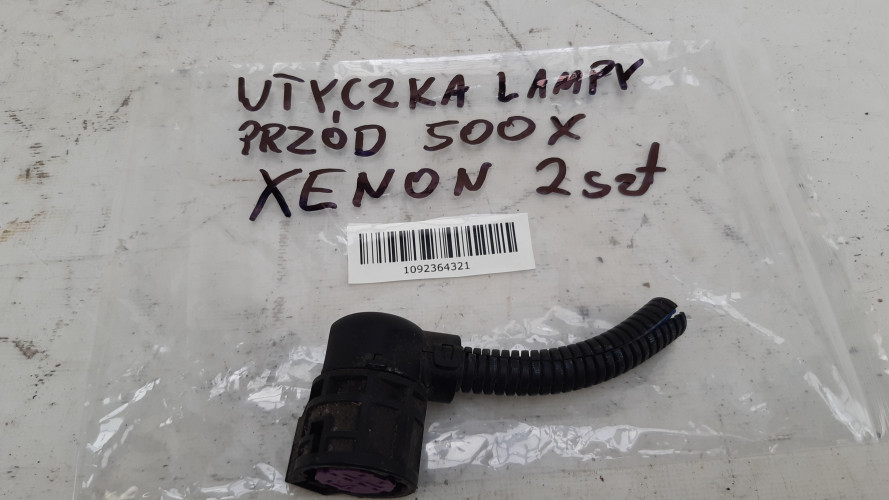 WTYCZKA LAMPY
PRZÓD 500X
XENON 2szt
1092364321